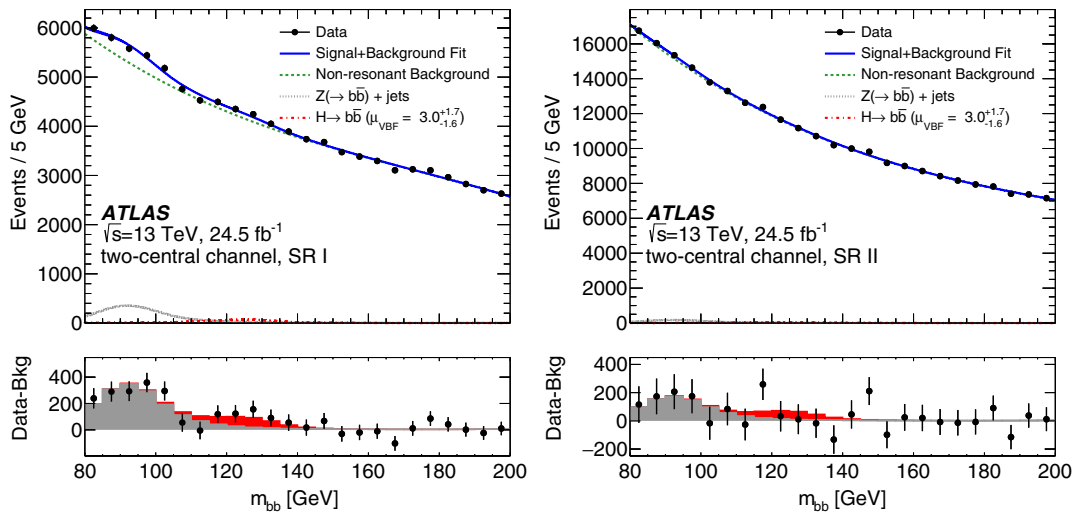 Events / 5 GeV
6000
5000
4000
3000
2000
1000
0
Data
Signal+Background Fit
Non-resonant Background
Z(→ bb̄) + jets
H→ bb̄ (μ_VBF = 3.0 +1.7 -1.6)
ATLAS
√s=13 TeV, 24.5 fb⁻¹
two-central channel, SR I
Data-Bkg
400
200
0
80 100 120 140 160 180 200
m_bb [GeV]
Events / 5 GeV
16000
14000
12000
10000
8000
6000
4000
2000
0
Data
Signal+Background Fit
Non-resonant Background
Z(→ bb̄) + jets
H→ bb̄ (μ_VBF = 3.0 +1.7 -1.6)
ATLAS
√s=13 TeV, 24.5 fb⁻¹
two-central channel, SR II
Data-Bkg
400
200
0
−200
80 100 120 140 160 180 200
m_bb [GeV]